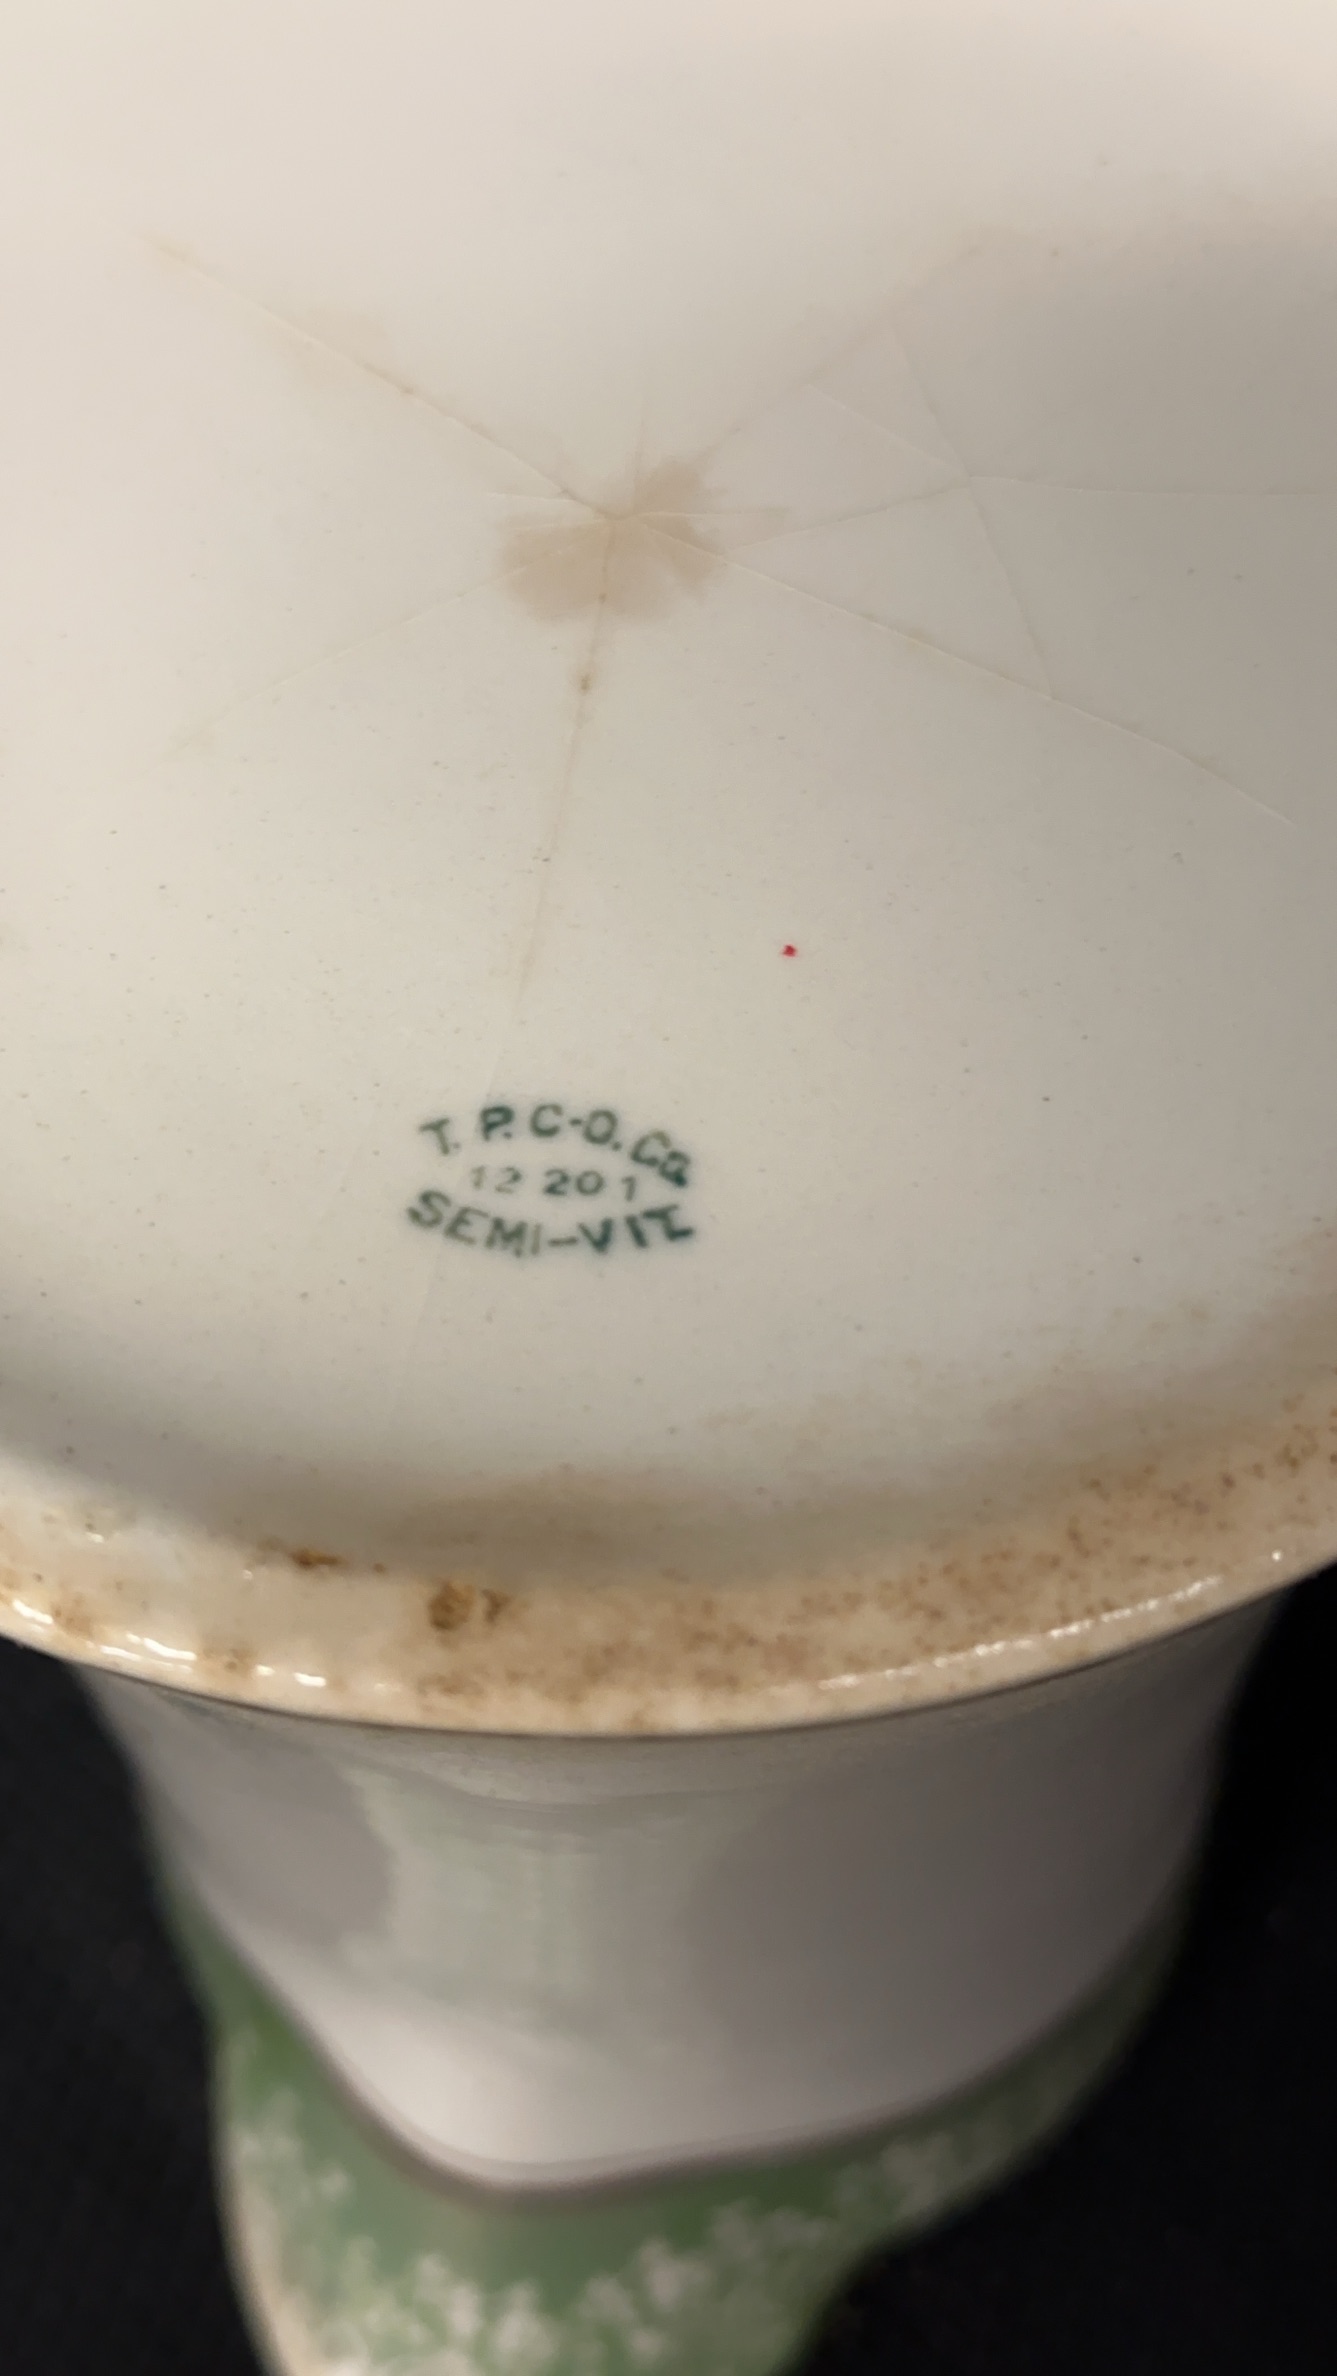 T. P. C-O. Co
12 201
SEMI-VIT